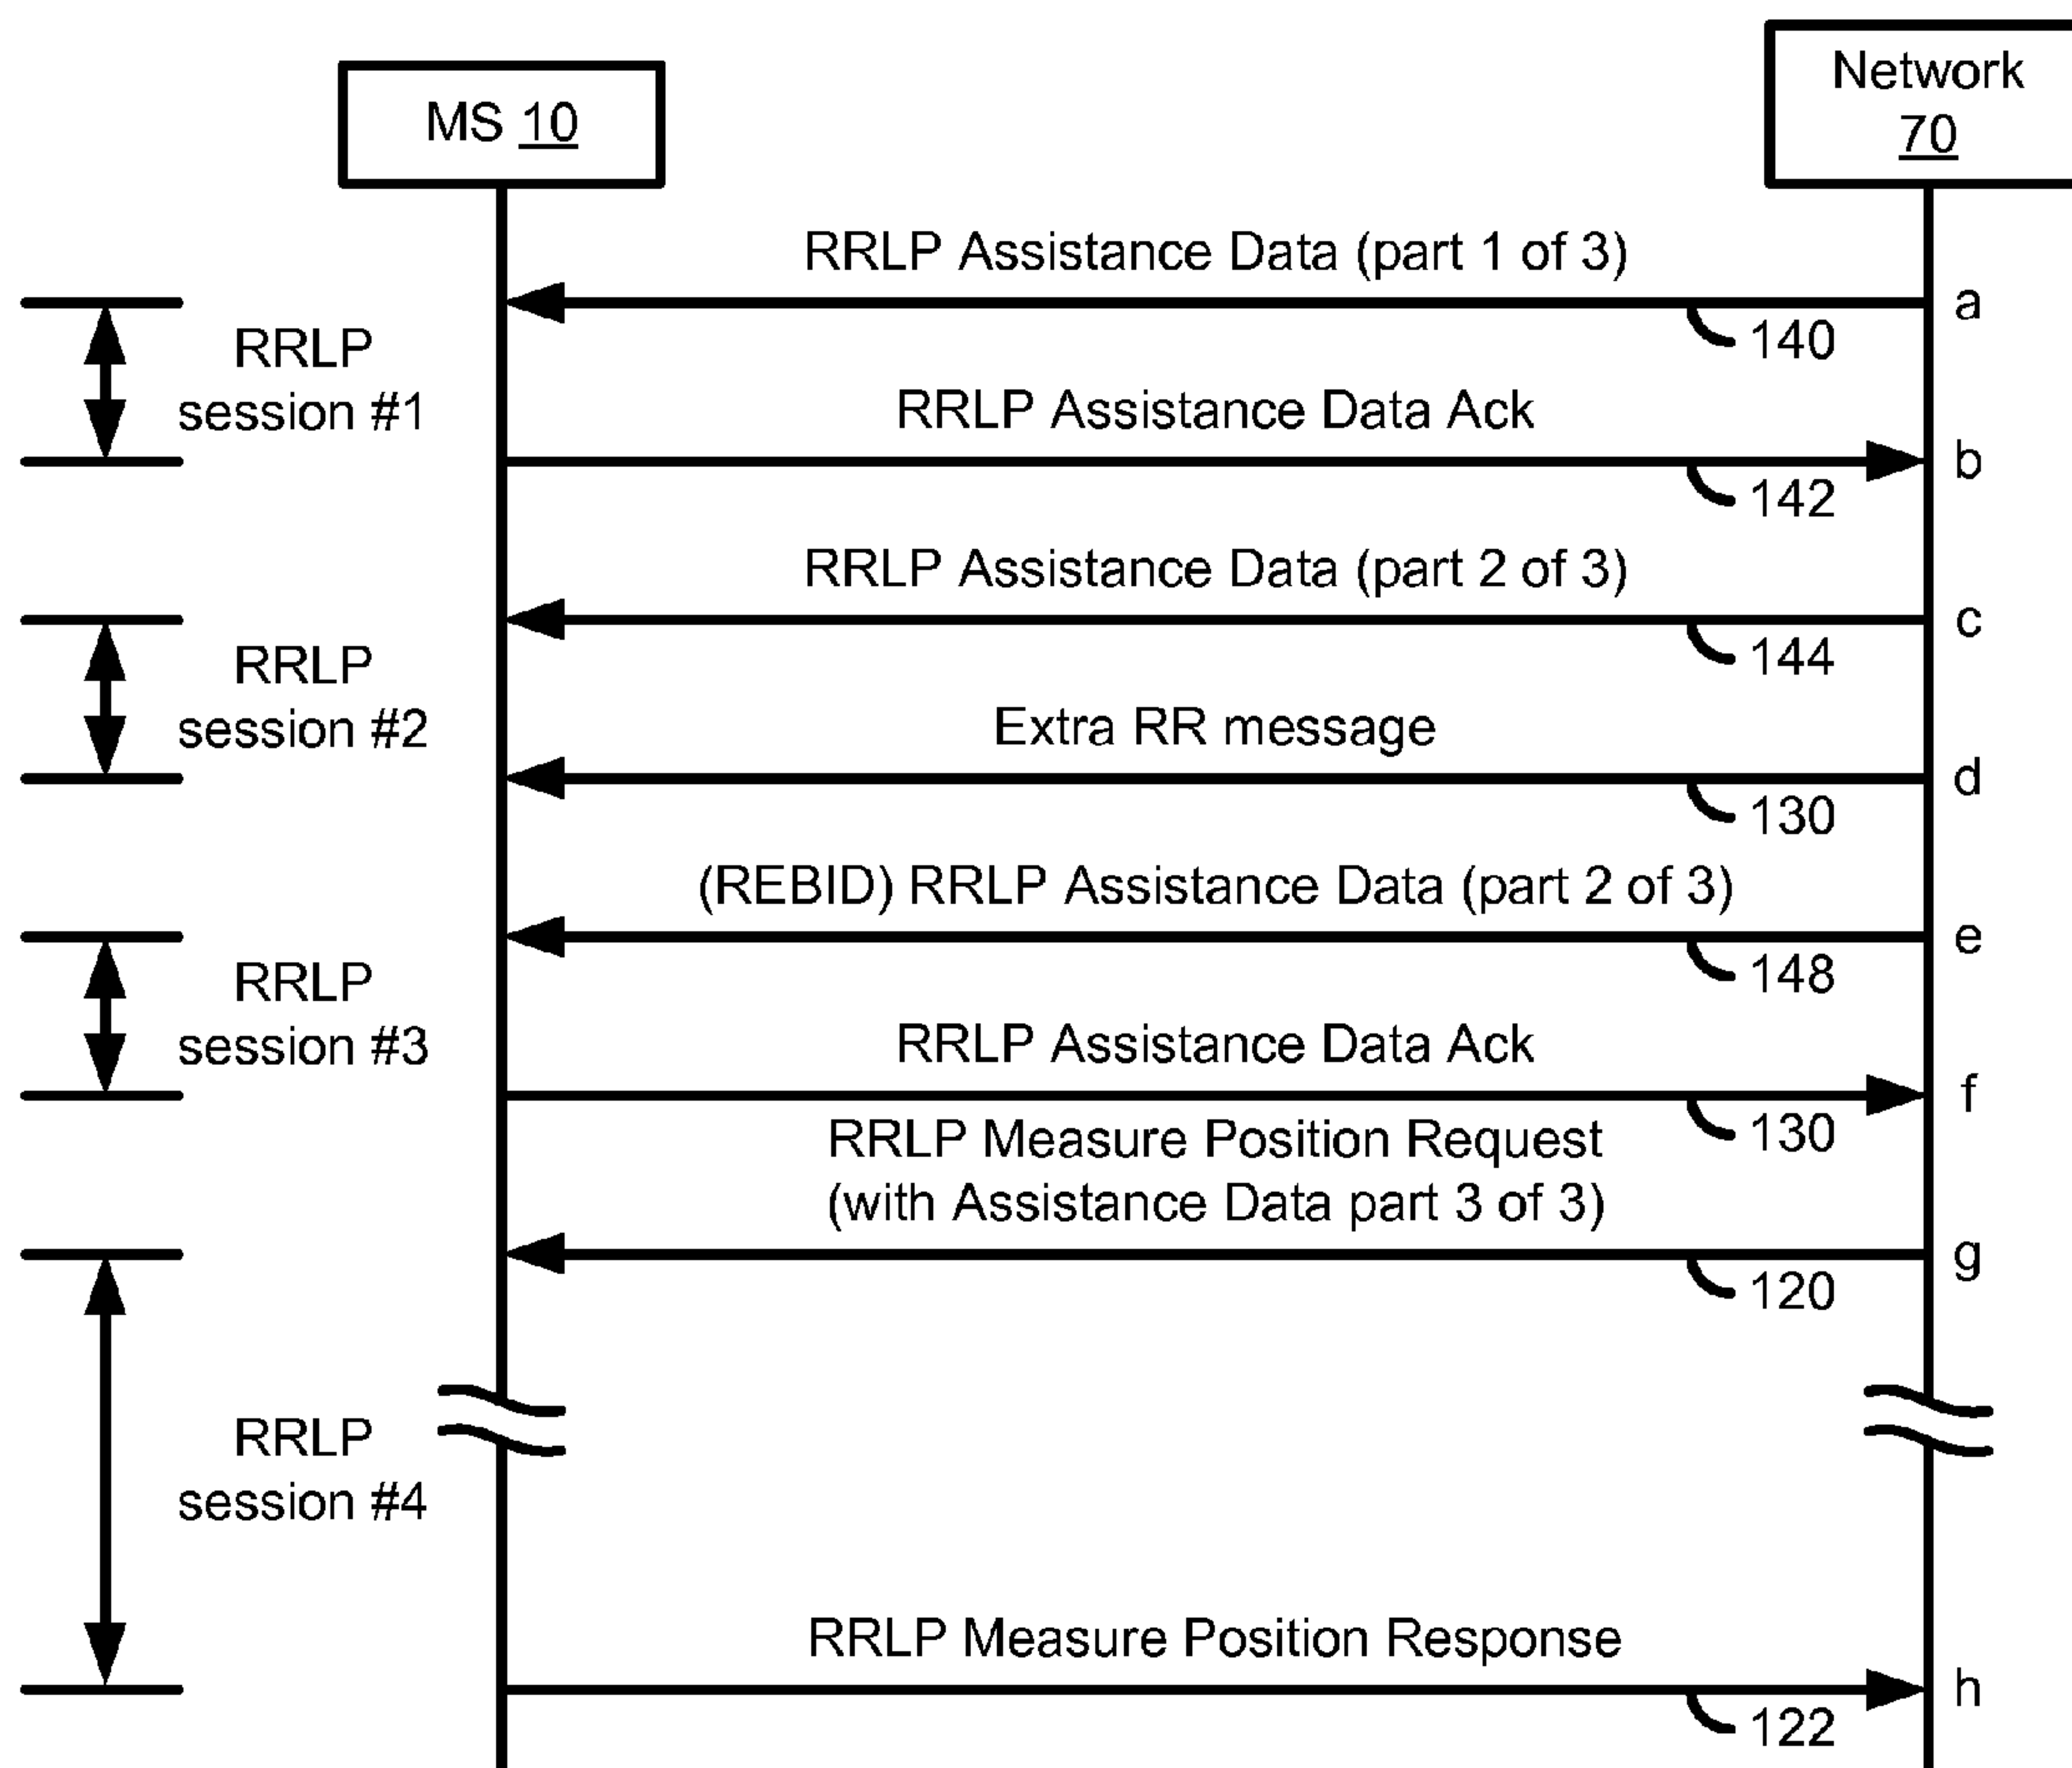 MS 10
Network
70
RRLP Assistance Data (part 1 of 3)
a
140
RRLP
session #1
RRLP Assistance Data Ack
b
142
RRLP Assistance Data (part 2 of 3)
c
144
RRLP
session #2
Extra RR message
d
130
(REBID) RRLP Assistance Data (part 2 of 3)
e
148
RRLP
session #3
RRLP Assistance Data Ack
f
130
RRLP Measure Position Request
(with Assistance Data part 3 of 3)
g
120
RRLP
session #4
RRLP Measure Position Response
h
122